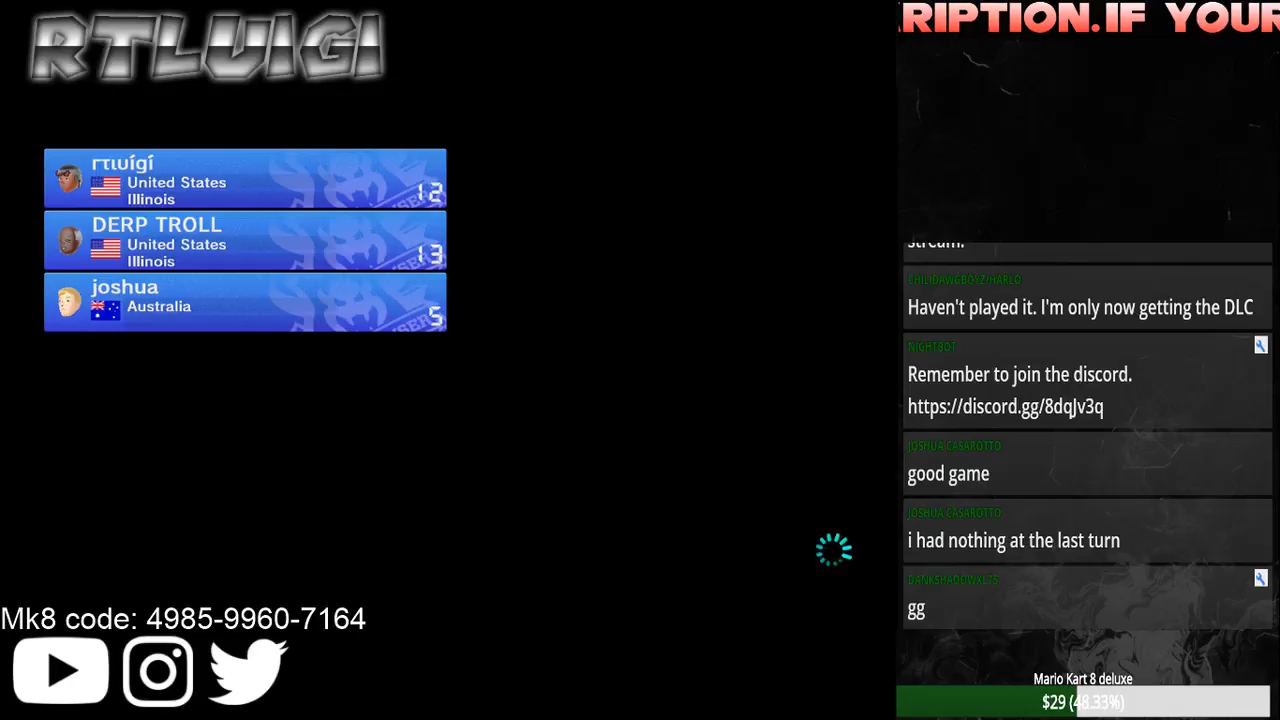 RTLUIGI
RIPTION.IF YOUR
rτιυίgί
United States
Illinois
12
DERP TROLL
United States
Illinois
13
joshua
Australia
5
stream.
CHILIDAWGBOYZ/HARLO
Haven't played it. I'm only now getting the DLC
NIGHTBOT
Remember to join the discord.
https://discord.gg/8dqJv3q
JOSHUA CASAROTTO
good game
JOSHUA CASAROTTO
i had nothing at the last turn
DANKSHADOWXL75
gg
Mk8 code: 4985-9960-7164
Mario Kart 8 deluxe
$29 (48.33%)